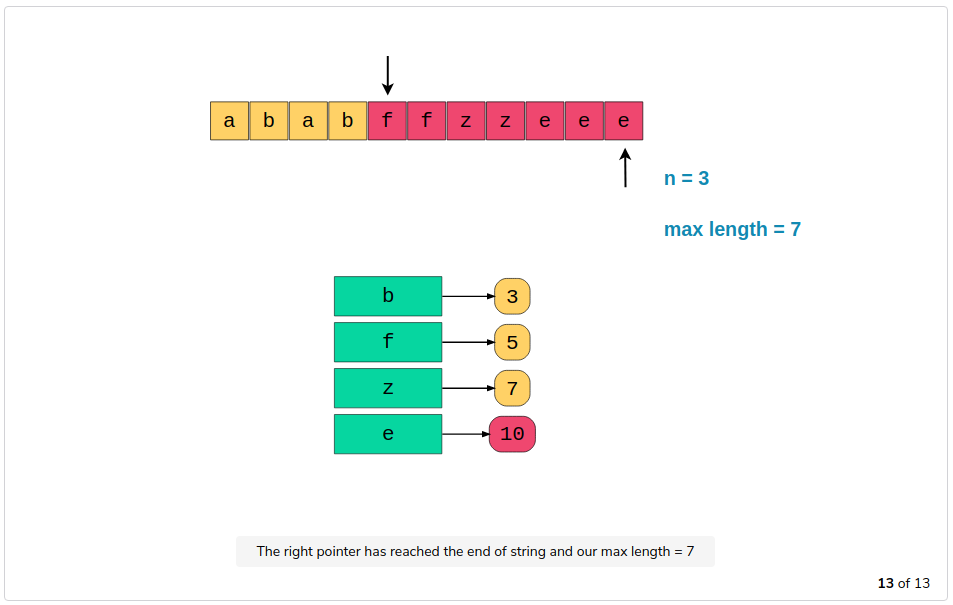 a b a b f f z z e e e
n = 3
max length = 7
b 3
f 5
z 7
e 10
The right pointer has reached the end of string and our max length = 7
13 of 13